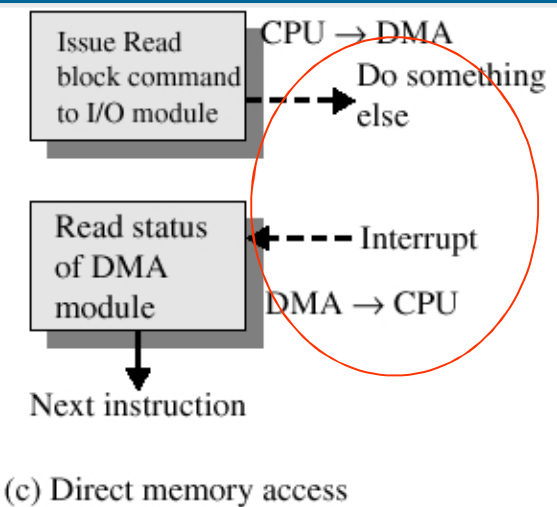 Issue Read
block command
to I/O module
CPU → DMA
Do something
else
Read status
of DMA
module
Interrupt
DMA → CPU
Next instruction
(c) Direct memory access